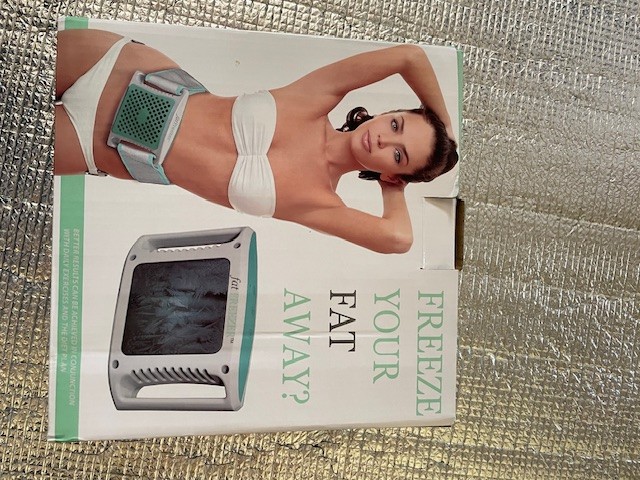 FREEZE
YOUR
FAT
AWAY?
fat FREEZER™
BETTER RESULTS CAN BE ACHIEVED IN CONJUNCTION
WITH DAILY EXERCISES AND THE DIET PLAN